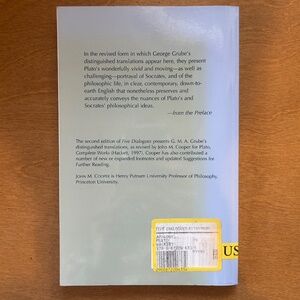 In the revised form in which George Grube's
distinguished translations appear here, they present
Plato's wonderfully vivid and moving—as well as
challenging—portrayal of Socrates, and of the
philosophic life, in clear, contemporary, down-to-
earth English that nonetheless preserves and
accurately conveys the nuances of Plato's and
Socrates' philosophical ideas.
—from the Preface
The second edition of Five Dialogues presents G. M. A. Grube's
distinguished translations, as revised by John M. Cooper for Plato,
Complete Works (Hackett, 1997). Cooper has also contributed a
number of new or expanded footnotes and updated Suggestions for
Further Reading.
John M. Cooper is Henry Putnam University Professor of Philosophy,
Princeton University.
PLATO
US